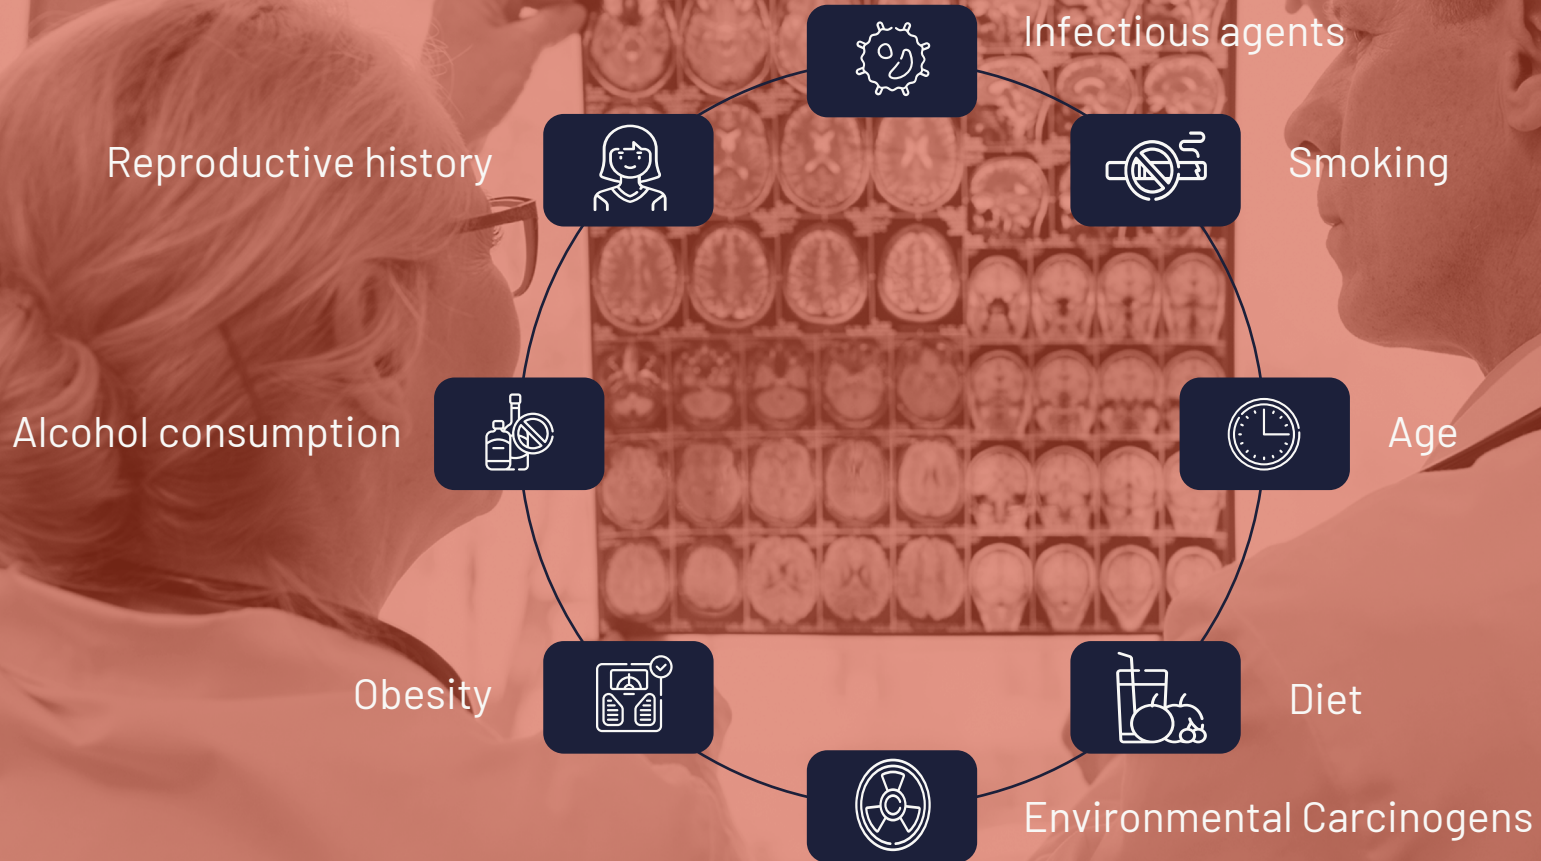 Infectious agents
Reproductive history
Smoking
Alcohol consumption
Age
Obesity
Diet
Environmental Carcinogens